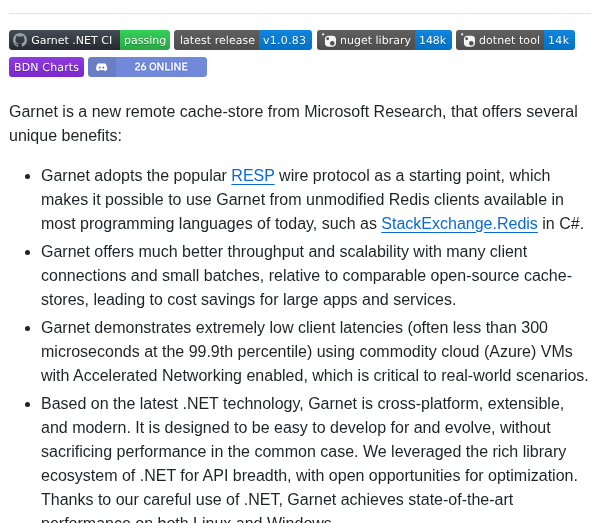 Garnet .NET CI passing latest release v1.0.83 nuget library 148k dotnet tool 14k
BDN Charts 26 ONLINE
Garnet is a new remote cache-store from Microsoft Research, that offers several
unique benefits:
• Garnet adopts the popular RESP wire protocol as a starting point, which
makes it possible to use Garnet from unmodified Redis clients available in
most programming languages of today, such as StackExchange.Redis in C#.
• Garnet offers much better throughput and scalability with many client
connections and small batches, relative to comparable open-source cache-
stores, leading to cost savings for large apps and services.
• Garnet demonstrates extremely low client latencies (often less than 300
microseconds at the 99.9th percentile) using commodity cloud (Azure) VMs
with Accelerated Networking enabled, which is critical to real-world scenarios.
• Based on the latest .NET technology, Garnet is cross-platform, extensible,
and modern. It is designed to be easy to develop for and evolve, without
sacrificing performance in the common case. We leveraged the rich library
ecosystem of .NET for API breadth, with open opportunities for optimization.
Thanks to our careful use of .NET, Garnet achieves state-of-the-art
performance on both Linux and Windows.